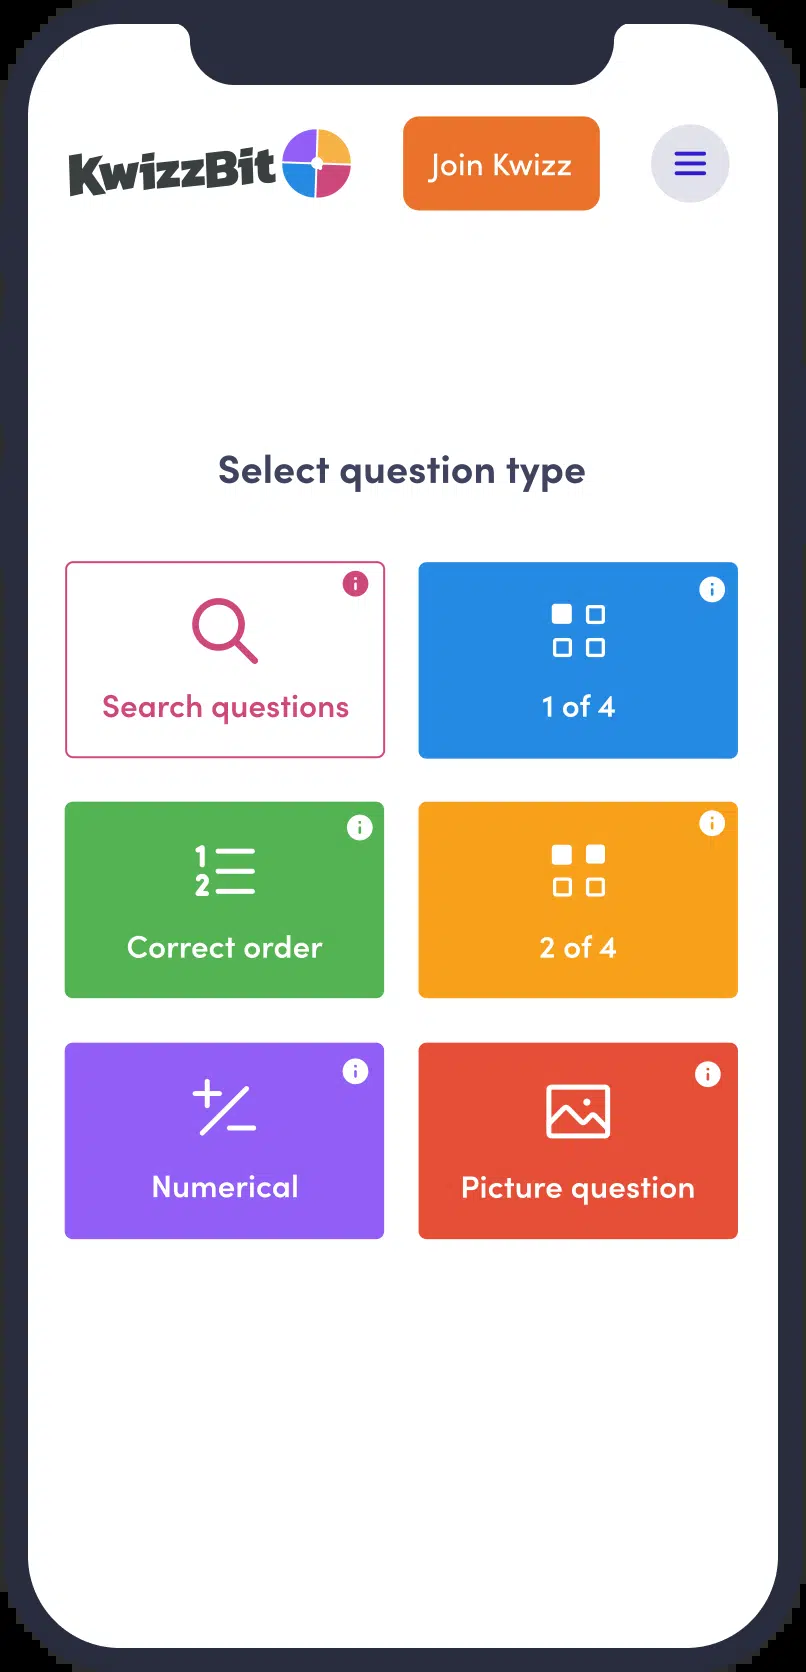 KwizzBit
Join Kwizz
Select question type
Search questions
1 of 4
1
2
Correct order
2 of 4
Numerical
Picture question